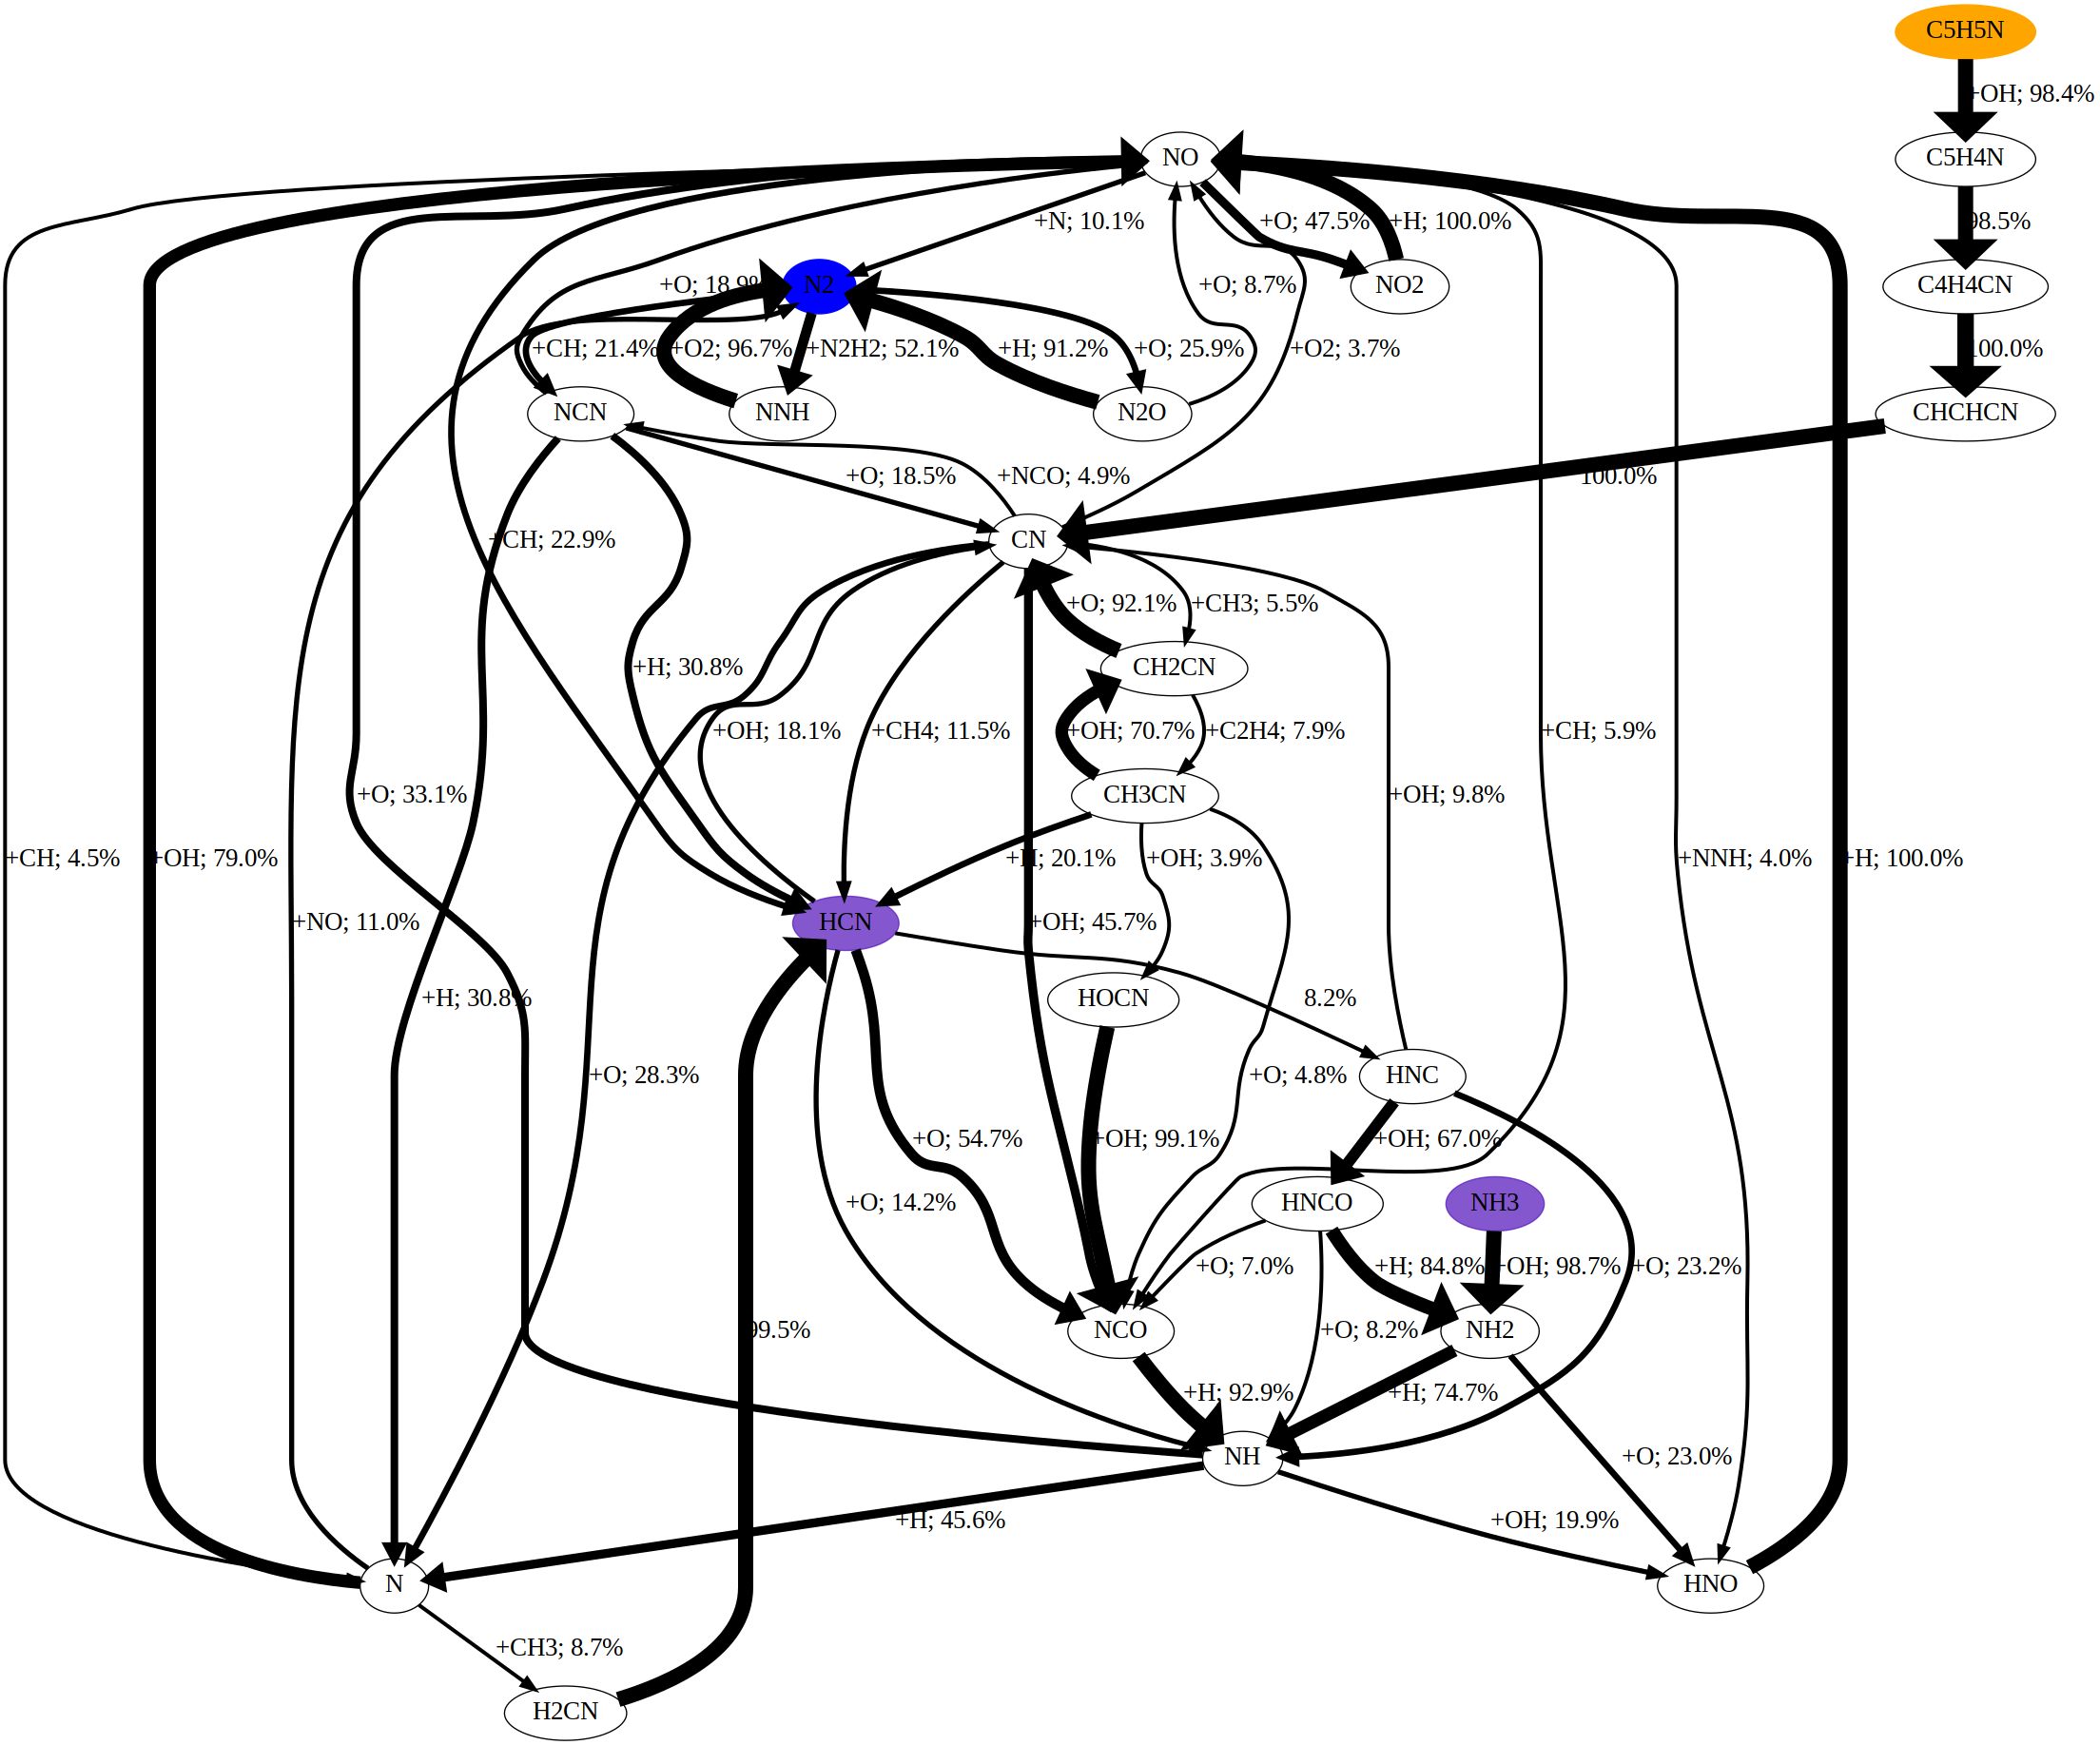 C5H5N
+OH; 98.4%
NO
C5H4N
+N; 10.1%
+O; 47.5%
+H; 100.0%
98.5%
+O; 18.9%
N2
+O; 8.7%
NO2
C4H4CN
+CH; 21.4%
+O2; 96.7%
+N2H2; 52.1%
+H; 91.2%
+O; 25.9%
+O2; 3.7%
100.0%
NCN
NNH
N2O
CHCHCN
+O; 18.5%
+NCO; 4.9%
100.0%
+CH; 22.9%
CN
+O; 92.1%
+CH3; 5.5%
+H; 30.8%
CH2CN
+OH; 18.1%
+CH4; 11.5%
+OH; 70.7%
+C2H4; 7.9%
+CH; 5.9%
+O; 33.1%
CH3CN
+OH; 9.8%
+CH; 4.5%
+OH; 79.0%
+H; 20.1%
+OH; 3.9%
+NNH; 4.0%
+H; 100.0%
+NO; 11.0%
HCN
+OH; 45.7%
+H; 30.8%
HOCN
8.2%
+O; 28.3%
+O; 4.8%
HNC
+O; 54.7%
+OH; 99.1%
+OH; 67.0%
+O; 14.2%
HNCO
NH3
+O; 7.0%
+H; 84.8%
+OH; 98.7%
+O; 23.2%
99.5%
NCO
+O; 8.2%
NH2
+H; 92.9%
+H; 74.7%
NH
+O; 23.0%
+H; 45.6%
+OH; 19.9%
N
HNO
+CH3; 8.7%
H2CN